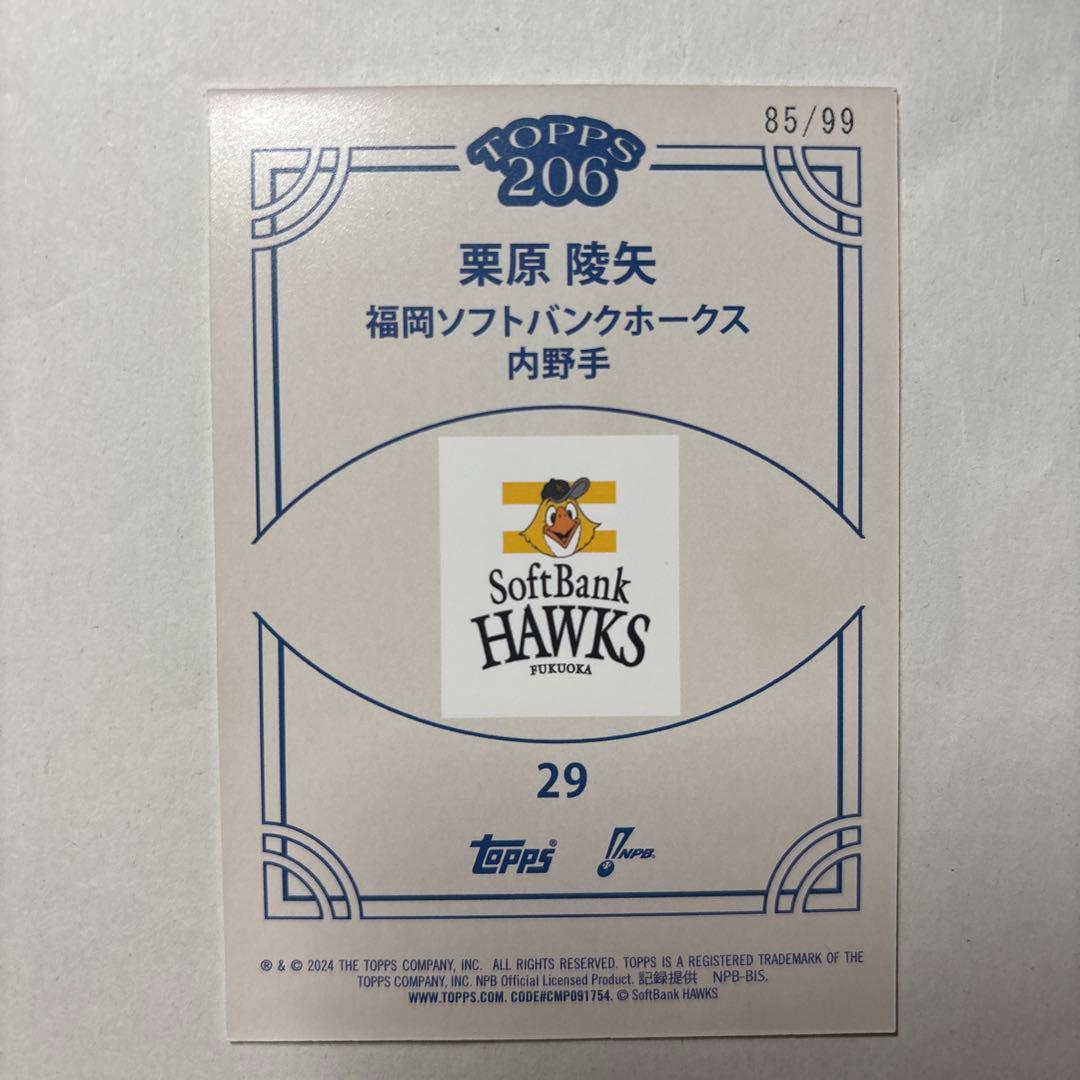 85/99
TOPPS
206
栗原 陵矢
福岡ソフトバンクホークス
内野手
SoftBank
HAWKS
FUKUOKA
29
topps®
NPB®
® & © 2024 THE TOPPS COMPANY, INC. ALL RIGHTS RESERVED. TOPPS IS A REGISTERED TRADEMARK OF THE
TOPPS COMPANY, INC. NPB Official Licensed Product. 記録提供 NPB-BIS.
WWW.TOPPS.COM. CODE#CMP091754. © SoftBank HAWKS